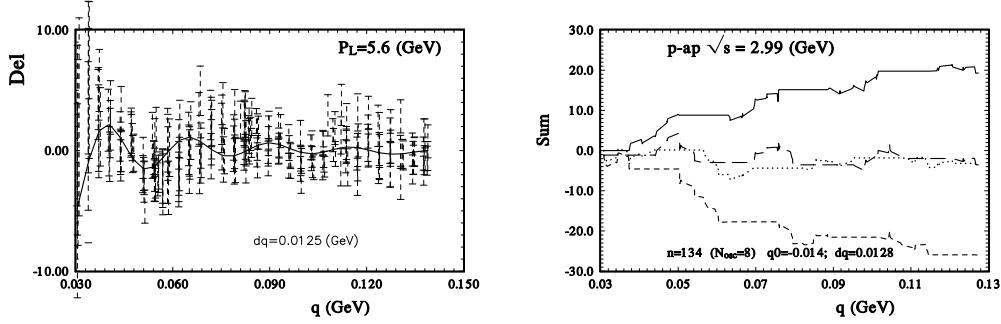 10.00
0.00
-10.00
Del
P_L=5.6 (GeV)
dq=0.0125 (GeV)
0.030 0.060 0.090 0.120 0.150
q (GeV)
30.0
20.0
10.0
0.0
-10.0
-20.0
-30.0
Sum
p-ap √s = 2.99 (GeV)
n=134 (N_osc=8) q0=-0.014; dq=0.0128
0.03 0.05 0.07 0.09 0.11 0.13
q (GeV)